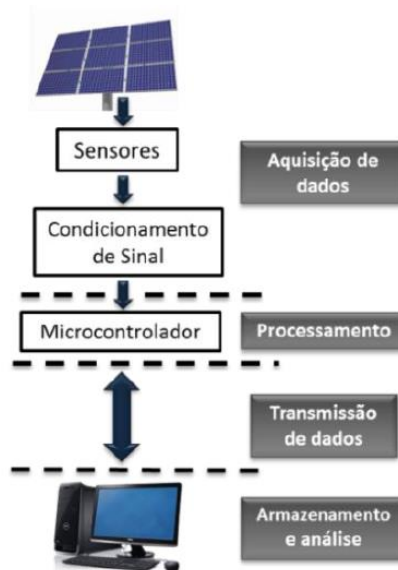 Sensores
Aquisição de
dados
Condicionamento
de Sinal
Microcontrolador
Processamento
Transmissão
de dados
Armazenamento
e análise